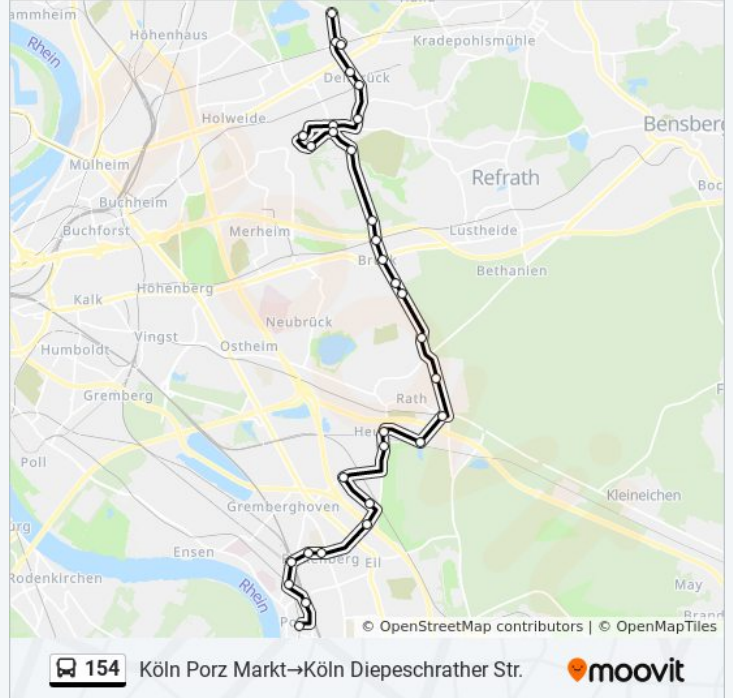 Rhein
Höhenhaus
Kradepohlsmühle
Holweide
Bensberg
Mülheim
Refrath
Buchheim
Buchforst
Merheim
Lustheide
Bethanien
Höhenberg
Kalk
Neubrück
Vingst
Ostheim
Humboldt
Gremberg
Rath
Poll
Kleineichen
Gremberghoven
Ensen
Eil
Rodenkirchen
Rhein
May
© OpenStreetMap contributors | © OpenMapTiles
154 Köln Porz Markt→Köln Diepeschrather Str. moovit